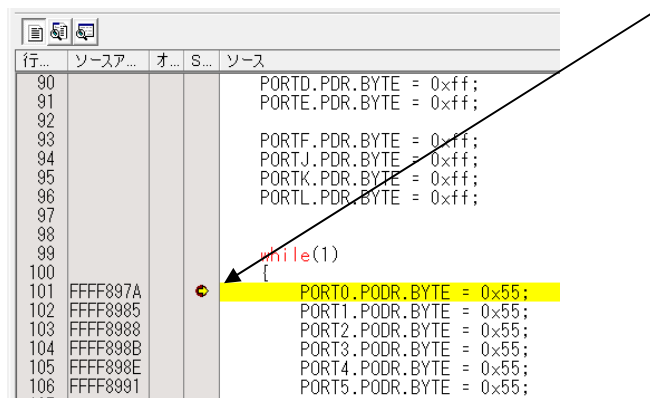 行... ソースア... オ... S... ソース
90 PORTD.PDR.BYTE = 0xff;
91 PORTE.PDR.BYTE = 0xff;
92
93 PORTF.PDR.BYTE = 0xff;
94 PORTJ.PDR.BYTE = 0xff;
95 PORTK.PDR.BYTE = 0xff;
96 PORTL.PDR.BYTE = 0xff;
97
98
99 while(1)
100 {
101 FFFF897A PORT0.PODR.BYTE = 0x55;
102 FFFF8985 PORT1.PODR.BYTE = 0x55;
103 FFFF8988 PORT2.PODR.BYTE = 0x55;
104 FFFF898B PORT3.PODR.BYTE = 0x55;
105 FFFF898E PORT4.PODR.BYTE = 0x55;
106 FFFF8991 PORT5.PODR.BYTE = 0x55;